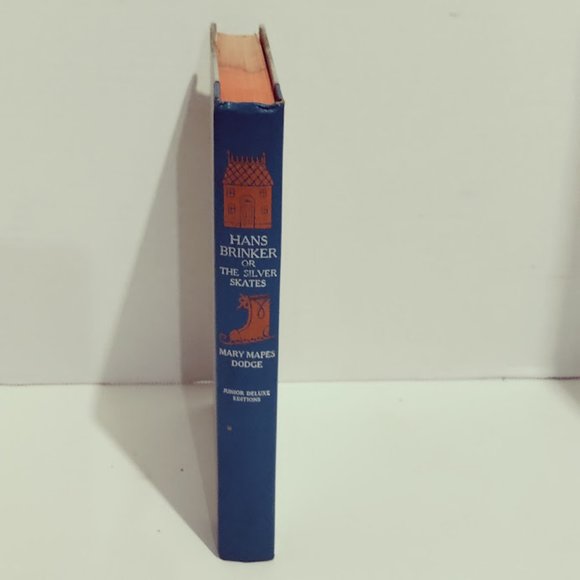 HANS
BRINKER
OR
THE SILVER
SKATES
MARY MAPES
DODGE
JUNIOR DELUXE
EDITIONS